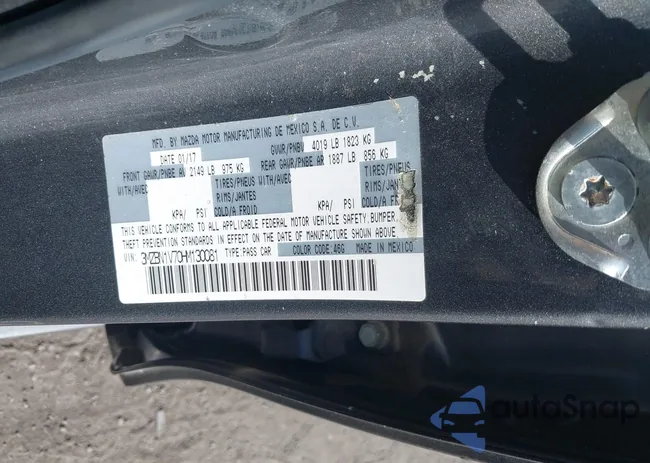 MFD. BY MAZDA MOTOR MANUFACTURING DE MEXICO S.A. DE C.V.
DATE 01/17 GVWR/PNBV 4019 LB 1823 KG
FRONT GAWR/PNBE AV 2149 LB 975 KG REAR GAWR/PNBE AR 1887 LB 856 KG
WITH/AVEC TIRES/PNEUS WITH/AVEC TIRES/PNEUS
RIMS/JANTES RIMS/JANTES
KPA/ PSI COLD/A FROID KPA/ PSI COLD/A
THIS VEHICLE CONFORMS TO ALL APPLICABLE FEDERAL MOTOR VEHICLE SAFETY, BUMPER,
THEFT PREVENTION STANDARDS IN EFFECT ON THE DATE OF MANUFACTURE SHOWN ABOVE.
VIN: 3MZBN1V70HM130081 TYPE PASS CAR COLOR CODE: 46G MADE IN MEXICO
autoSnap